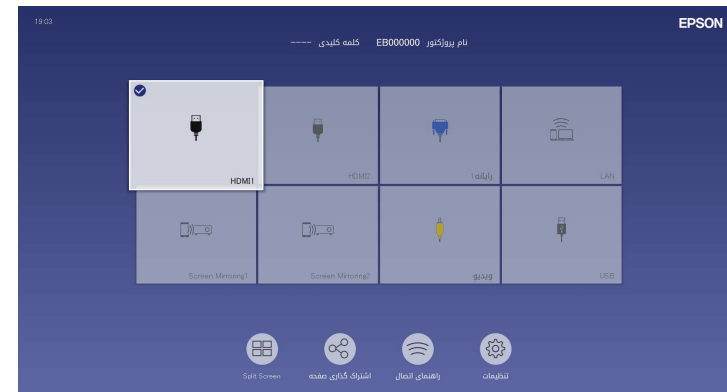 19:03
EPSON
نام پروژکتور EB000000 کلمه کلیدی ----
HDMI1
HDMI2
رایانه 1
LAN
Screen Mirroring1
Screen Mirroring2
ویدیو
USB
Split Screen
اشتراک گذاری صفحه
راهنمای اتصال
تنظیمات